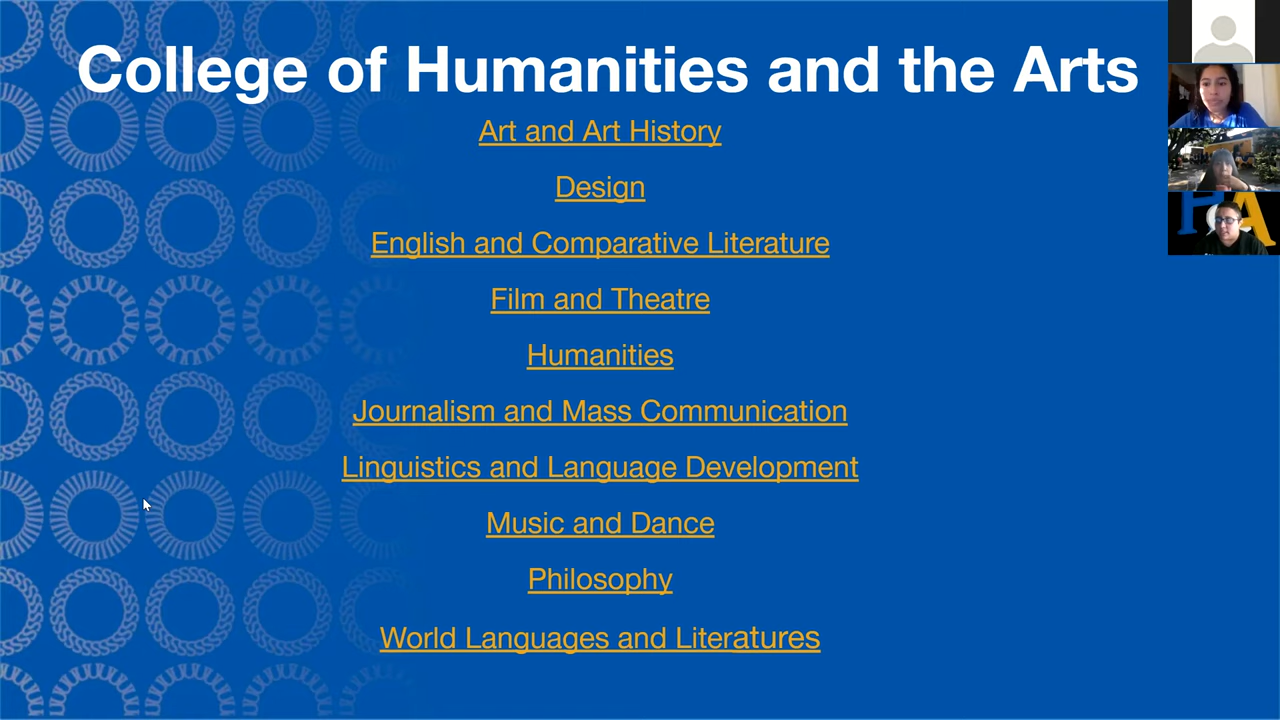 College of Humanities and the Arts
Art and Art History
Design
English and Comparative Literature
Film and Theatre
Humanities
Journalism and Mass Communication
Linguistics and Language Development
Music and Dance
Philosophy
World Languages and Literatures
H&A